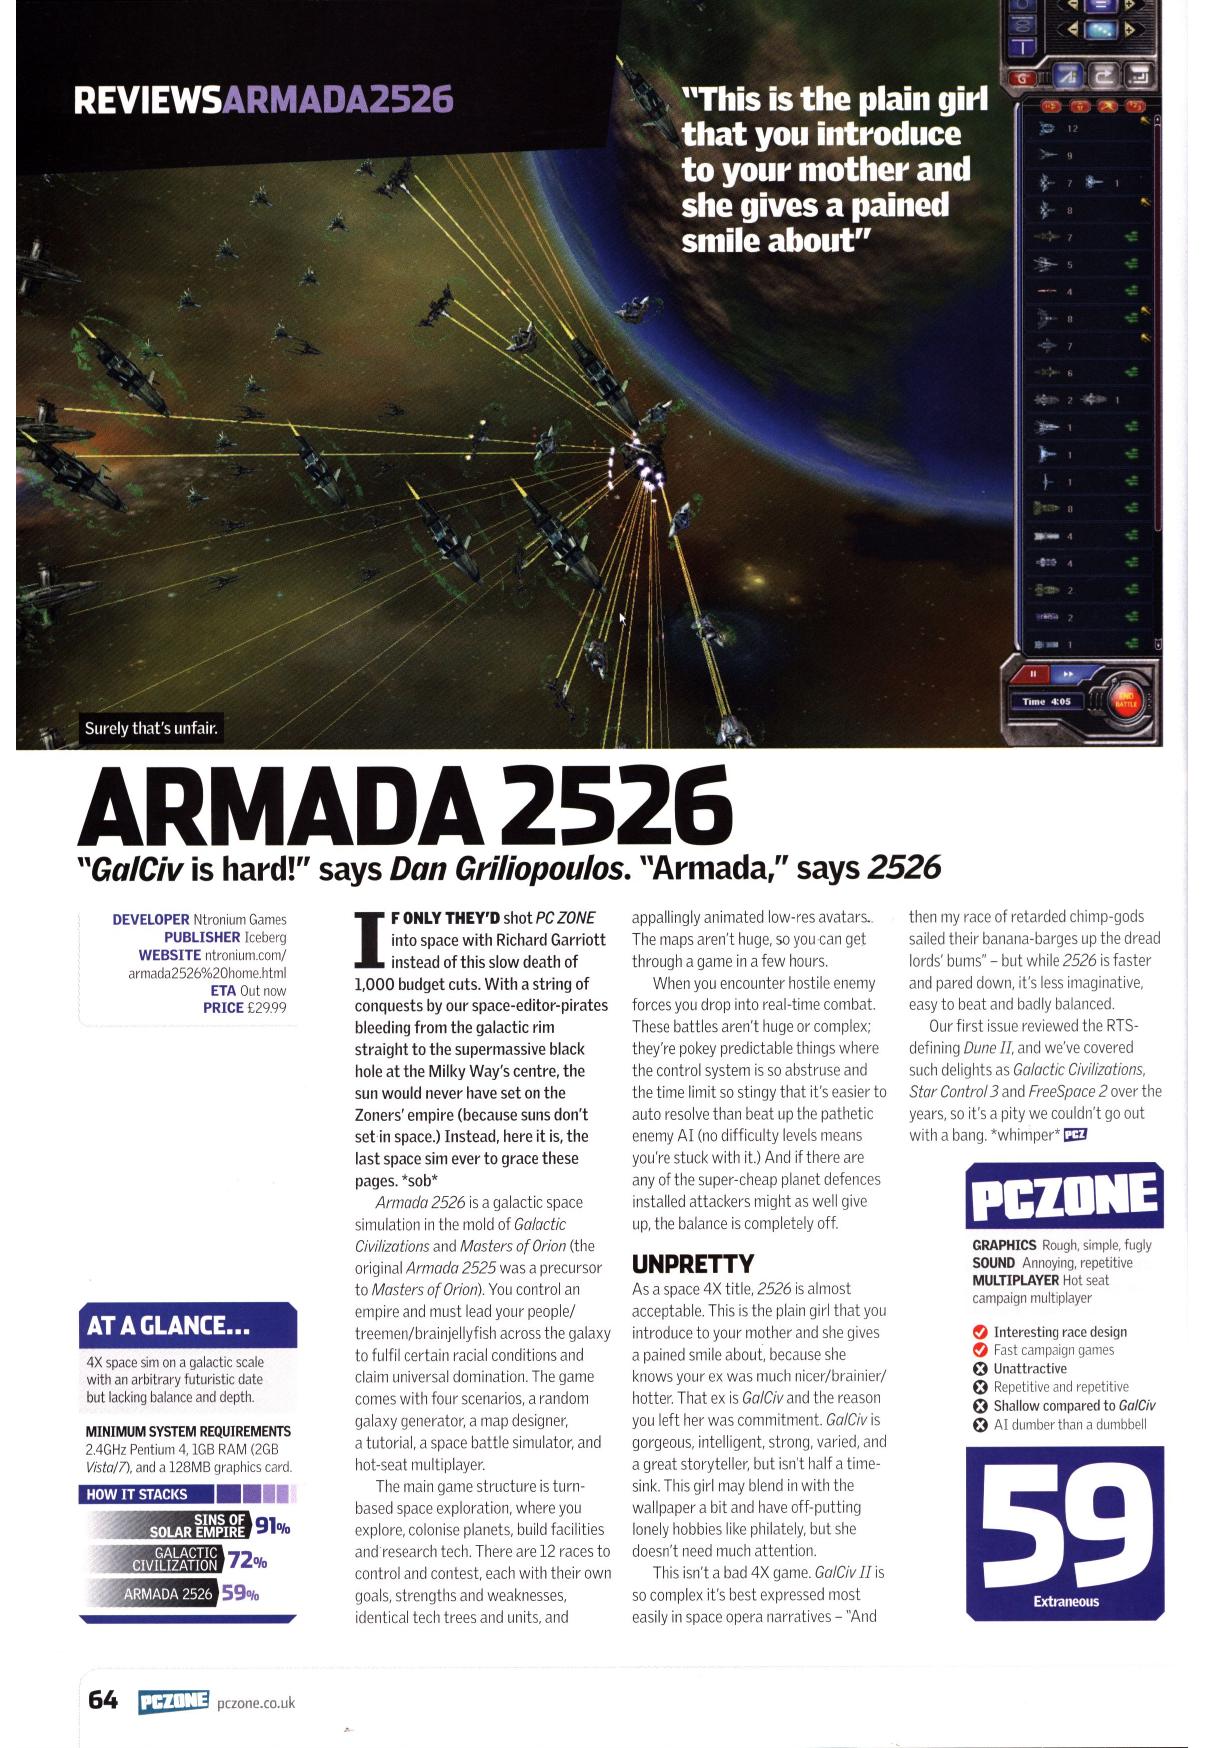 REVIEWSARMADA2526
"This is the plain girl
that you introduce
to your mother and
she gives a pained
smile about"
G
12
9
7 1
8
7
5
4
8
7
6
2 1
1
1
1
8
4
4
2
2
1
Time 4:05
END
BATTLE
Surely that's unfair.
ARMADA 2526
"GalCiv is hard!" says Dan Griliopoulos. "Armada," says 2526
DEVELOPER Ntronium Games
PUBLISHER Iceberg
WEBSITE ntronium.com/
armada2526%20home.html
ETA Out now
PRICE £29.99
IF ONLY THEY'D shot PC ZONE
into space with Richard Garriott
instead of this slow death of
1,000 budget cuts. With a string of
conquests by our space-editor-pirates
bleeding from the galactic rim
straight to the supermassive black
hole at the Milky Way's centre, the
sun would never have set on the
Zoners' empire (because suns don't
set in space.) Instead, here it is, the
last space sim ever to grace these
pages. *sob*
Armada 2526 is a galactic space
simulation in the mold of Galactic
Civilizations and Masters of Orion (the
original Armada 2525 was a precursor
to Masters of Orion). You control an
empire and must lead your people/
treemen/brainjellyfish across the galaxy
to fulfil certain racial conditions and
claim universal domination. The game
comes with four scenarios, a random
galaxy generator, a map designer,
a tutorial, a space battle simulator, and
hot-seat multiplayer.
The main game structure is turn-
based space exploration, where you
explore, colonise planets, build facilities
and research tech. There are 12 races to
control and contest, each with their own
goals, strengths and weaknesses,
identical tech trees and units, and
appallingly animated low-res avatars.
The maps aren't huge, so you can get
through a game in a few hours.
When you encounter hostile enemy
forces you drop into real-time combat.
These battles aren't huge or complex;
they're pokey predictable things where
the control system is so abstruse and
the time limit so stingy that it's easier to
auto resolve than beat up the pathetic
enemy AI (no difficulty levels means
you're stuck with it.) And if there are
any of the super-cheap planet defences
installed attackers might as well give
up, the balance is completely off.
UNPRETTY
As a space 4X title, 2526 is almost
acceptable. This is the plain girl that you
introduce to your mother and she gives
a pained smile about, because she
knows your ex was much nicer/brainier/
hotter. That ex is GalCiv and the reason
you left her was commitment. GalCiv is
gorgeous, intelligent, strong, varied, and
a great storyteller, but isn't half a time-
sink. This girl may blend in with the
wallpaper a bit and have off-putting
lonely hobbies like philately, but she
doesn't need much attention.
This isn't a bad 4X game. GalCiv II is
so complex it's best expressed most
easily in space opera narratives – "And
then my race of retarded chimp-gods
sailed their banana-barges up the dread
lords' bums" – but while 2526 is faster
and pared down, it's less imaginative,
easy to beat and badly balanced.
Our first issue reviewed the RTS-
defining Dune II, and we've covered
such delights as Galactic Civilizations,
Star Control 3 and FreeSpace 2 over the
years, so it's a pity we couldn't go out
with a bang. *whimper* PCZ
AT A GLANCE...
4X space sim on a galactic scale
with an arbitrary futuristic date
but lacking balance and depth.
MINIMUM SYSTEM REQUIREMENTS
2.4GHz Pentium 4, 1GB RAM (2GB
Vista/7), and a 128MB graphics card.
HOW IT STACKS
SINS OF
SOLAR EMPIRE 91%
GALACTIC
CIVILIZATION 72%
ARMADA 2526 59%
PCZONE
GRAPHICS Rough, simple, fugly
SOUND Annoying, repetitive
MULTIPLAYER Hot seat
campaign multiplayer
Interesting race design
Fast campaign games
Unattractive
Repetitive and repetitive
Shallow compared to GalCiv
AI dumber than a dumbbell
59
Extraneous
64 PCZONE pczone.co.uk